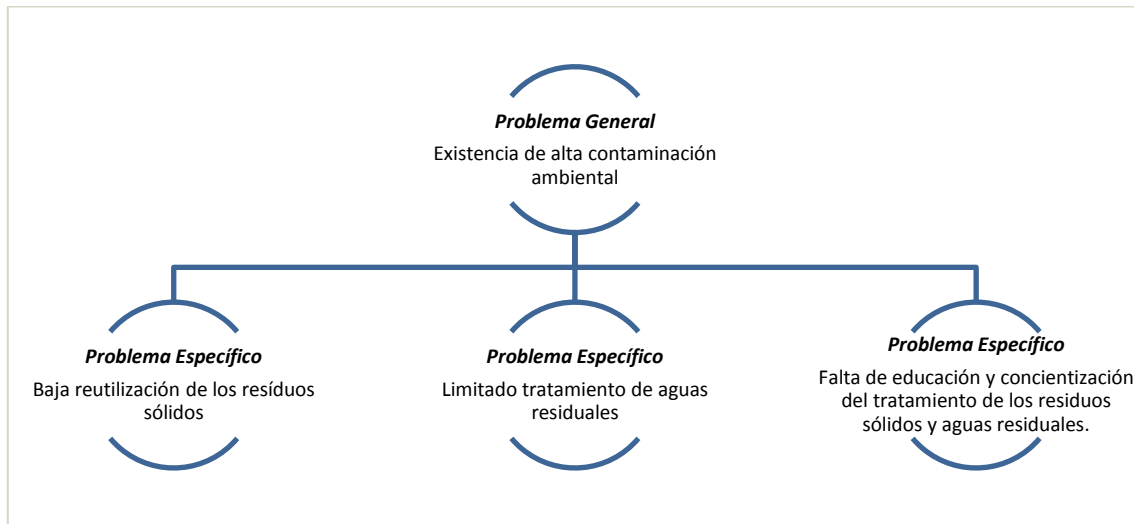 Problema General
Existencia de alta contaminación
ambiental
Problema Específico
Baja reutilización de los resíduos
sólidos
Problema Específico
Limitado tratamiento de aguas
residuales
Problema Específico
Falta de educación y concientización
del tratamiento de los residuos
sólidos y aguas residuales.